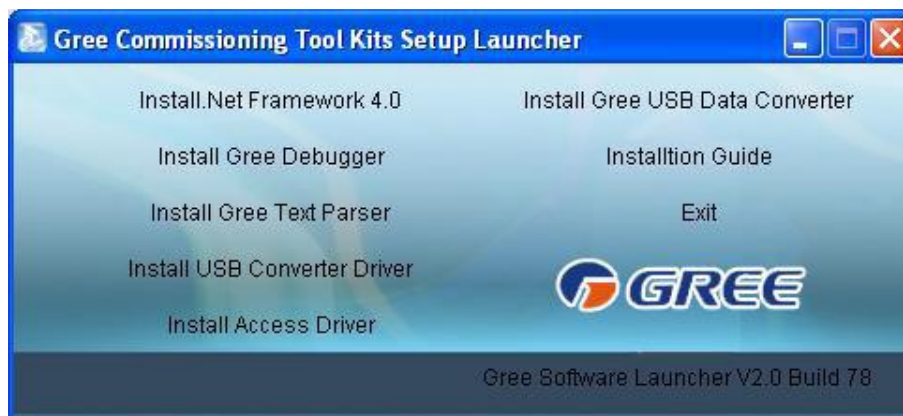 Gree Commissioning Tool Kits Setup Launcher
Install.Net Framework 4.0
Install Gree Debugger
Install Gree Text Parser
Install USB Converter Driver
Install Access Driver
Install Gree USB Data Converter
Installtion Guide
Exit
GREE
Gree Software Launcher V2.0 Build 78